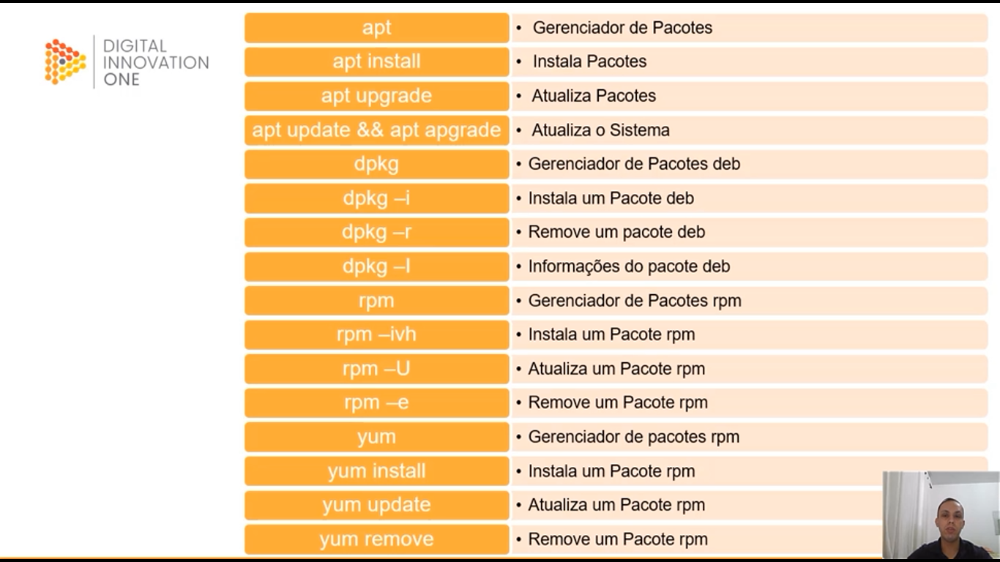 DIGITAL
INNOVATION
ONE
apt • Gerenciador de Pacotes
apt install • Instala Pacotes
apt upgrade • Atualiza Pacotes
apt update && apt apgrade • Atualiza o Sistema
dpkg • Gerenciador de Pacotes deb
dpkg –i • Instala um Pacote deb
dpkg –r • Remove um pacote deb
dpkg –I • Informações do pacote deb
rpm • Gerenciador de Pacotes rpm
rpm –ivh • Instala um Pacote rpm
rpm –U • Atualiza um Pacote rpm
rpm –e • Remove um Pacote rpm
yum • Gerenciador de pacotes rpm
yum install • Instala um Pacote rpm
yum update • Atualiza um Pacote rpm
yum remove • Remove um Pacote rpm